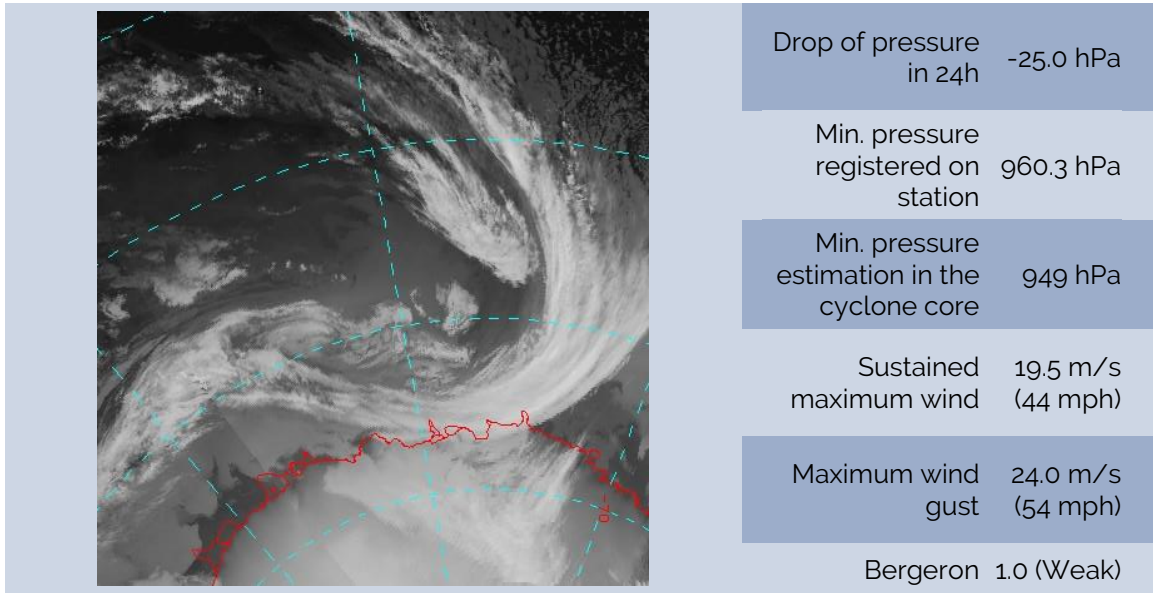 Drop of pressure in 24h -25.0 hPa
Min. pressure registered on station 960.3 hPa
Min. pressure estimation in the cyclone core 949 hPa
Sustained maximum wind 19.5 m/s (44 mph)
Maximum wind gust 24.0 m/s (54 mph)
Bergeron 1.0 (Weak)
-70